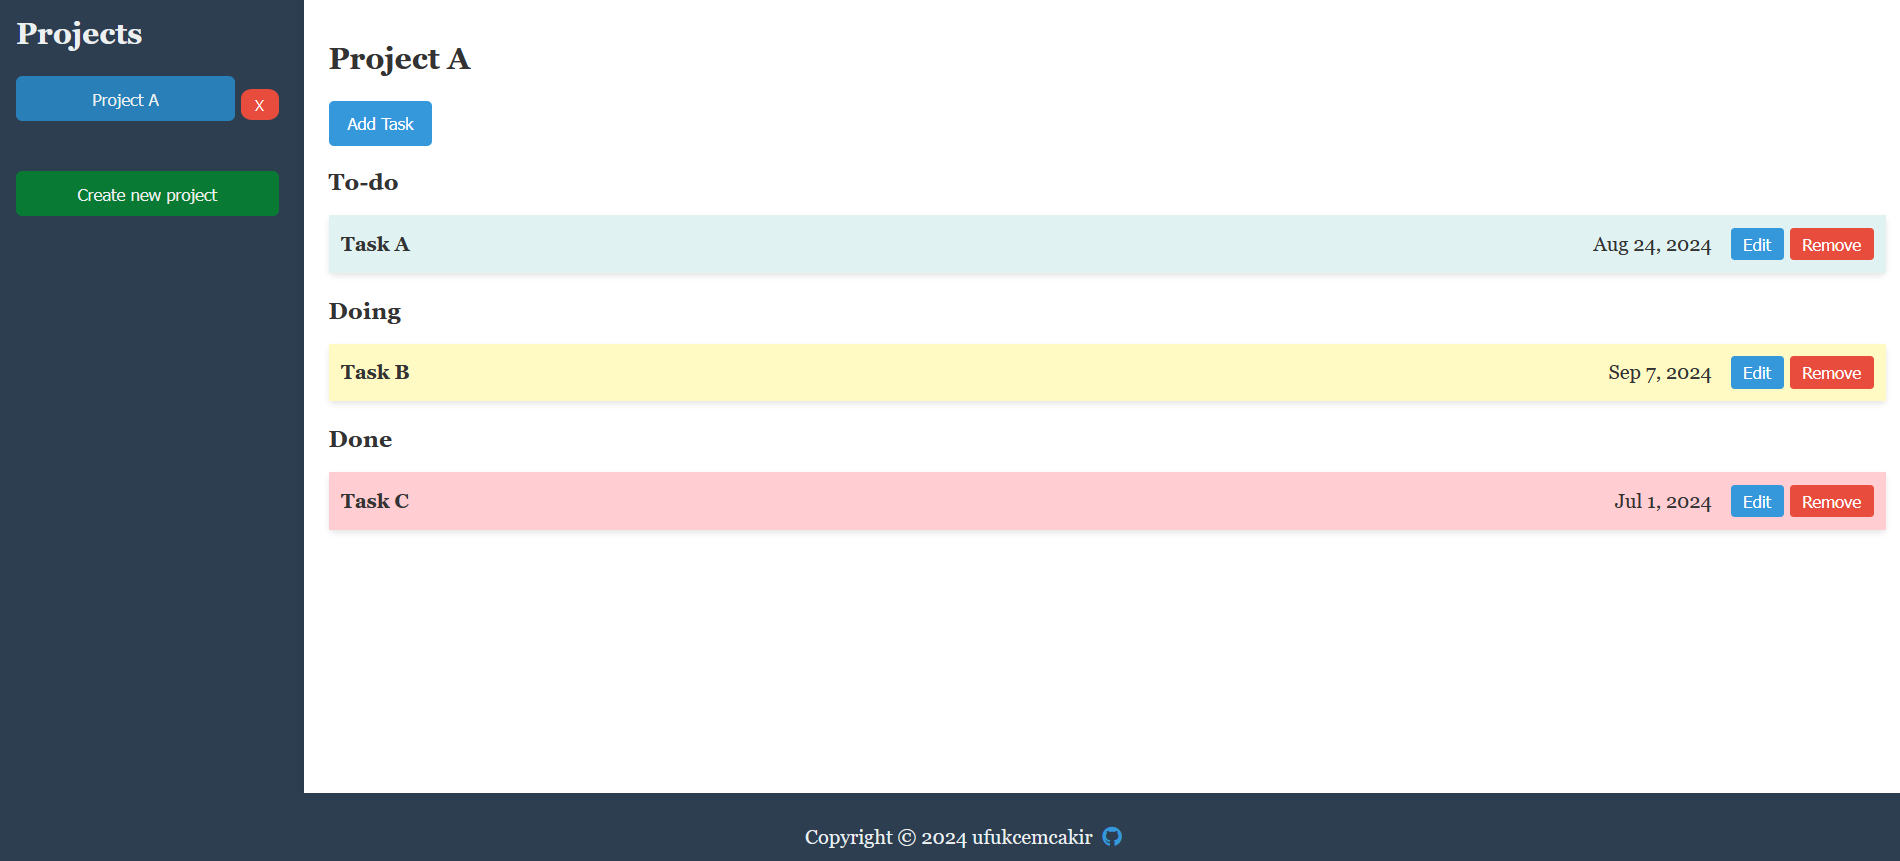 Projects
Project A
X
Create new project
Project A
Add Task
To-do
Task A Aug 24, 2024 Edit Remove
Doing
Task B Sep 7, 2024 Edit Remove
Done
Task C Jul 1, 2024 Edit Remove
Copyright © 2024 ufukcemcakir